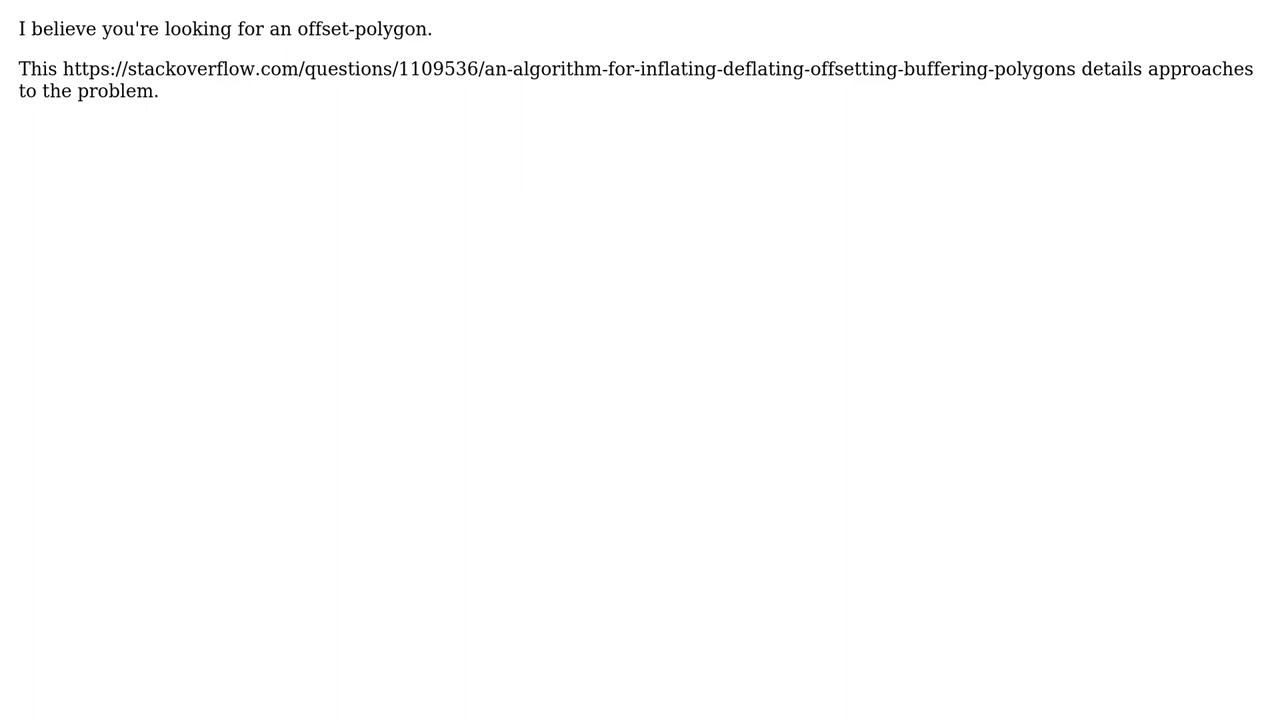 I believe you're looking for an offset-polygon.
This https://stackoverflow.com/questions/1109536/an-algorithm-for-inflating-deflating-offsetting-buffering-polygons details approaches
to the problem.